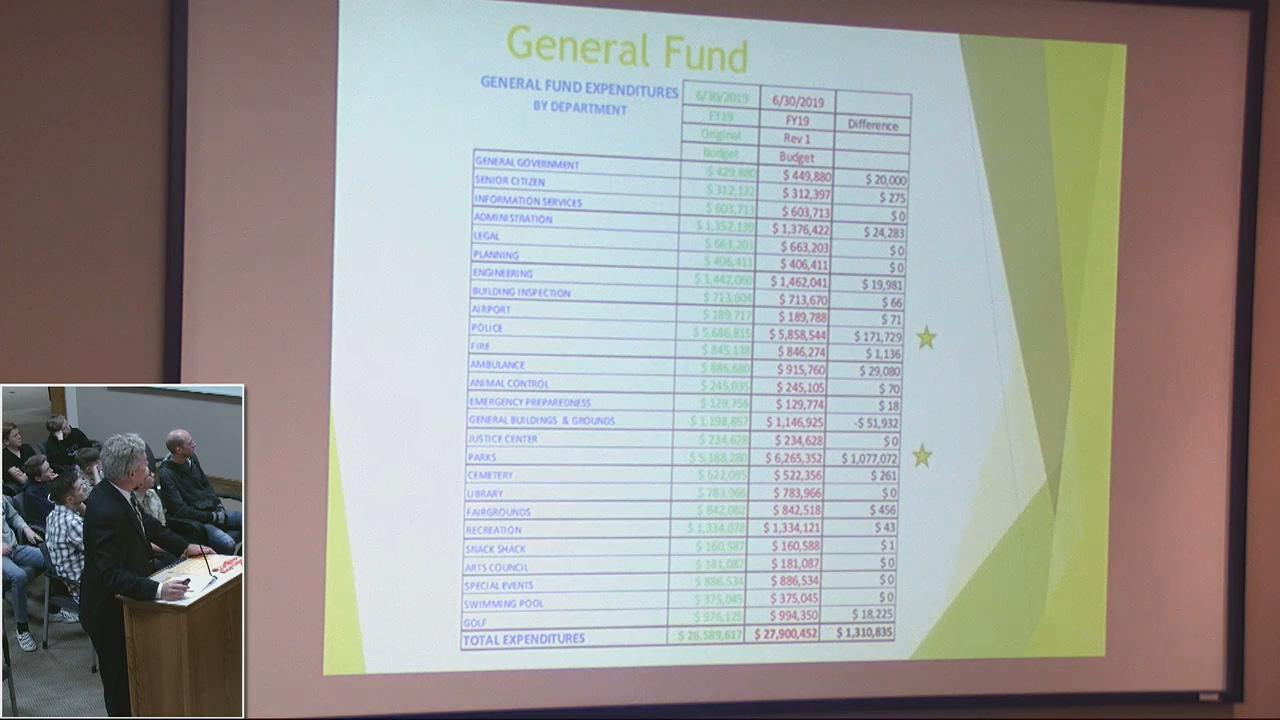 General Fund
GENERAL FUND EXPENDITURES 6/30/2019 6/30/2019
BY DEPARTMENT FY19 FY19 Difference
Original Rev 1
Budget Budget
GENERAL GOVERNMENT $ 429,880 $ 449,880 $ 20,000
SENIOR CITIZEN $ 312,122 $ 312,397 $ 275
INFORMATION SERVICES $ 603,713 $ 603,713 $ 0
ADMINISTRATION $ 1,352,139 $ 1,376,422 $ 24,283
LEGAL $ 663,203 $ 663,203 $ 0
PLANNING $ 406,411 $ 406,411 $ 0
ENGINEERING $ 1,442,060 $ 1,462,041 $ 19,981
BUILDING INSPECTION $ 713,604 $ 713,670 $ 66
AIRPORT $ 189,717 $ 189,788 $ 71
POLICE $ 5,686,815 $ 5,858,544 $ 171,729
FIRE $ 845,138 $ 846,274 $ 1,136
AMBULANCE $ 886,680 $ 915,760 $ 29,080
ANIMAL CONTROL $ 245,035 $ 245,105 $ 70
EMERGENCY PREPAREDNESS $ 129,756 $ 129,774 $ 18
GENERAL BUILDINGS & GROUNDS $ 1,198,857 $ 1,146,925 -$ 51,932
JUSTICE CENTER $ 234,628 $ 234,628 $ 0
PARKS $ 5,188,280 $ 6,265,352 $ 1,077,072
CEMETERY $ 522,095 $ 522,356 $ 261
LIBRARY $ 783,966 $ 783,966 $ 0
FAIRGROUNDS $ 842,062 $ 842,518 $ 456
RECREATION $ 1,334,078 $ 1,334,121 $ 43
SNACK SHACK $ 160,587 $ 160,588 $ 1
ARTS COUNCIL $ 181,087 $ 181,087 $ 0
SPECIAL EVENTS $ 886,534 $ 886,534 $ 0
SWIMMING POOL $ 375,045 $ 375,045 $ 0
GOLF $ 976,125 $ 994,350 $ 18,225
TOTAL EXPENDITURES $ 26,589,617 $ 27,900,452 $ 1,310,835